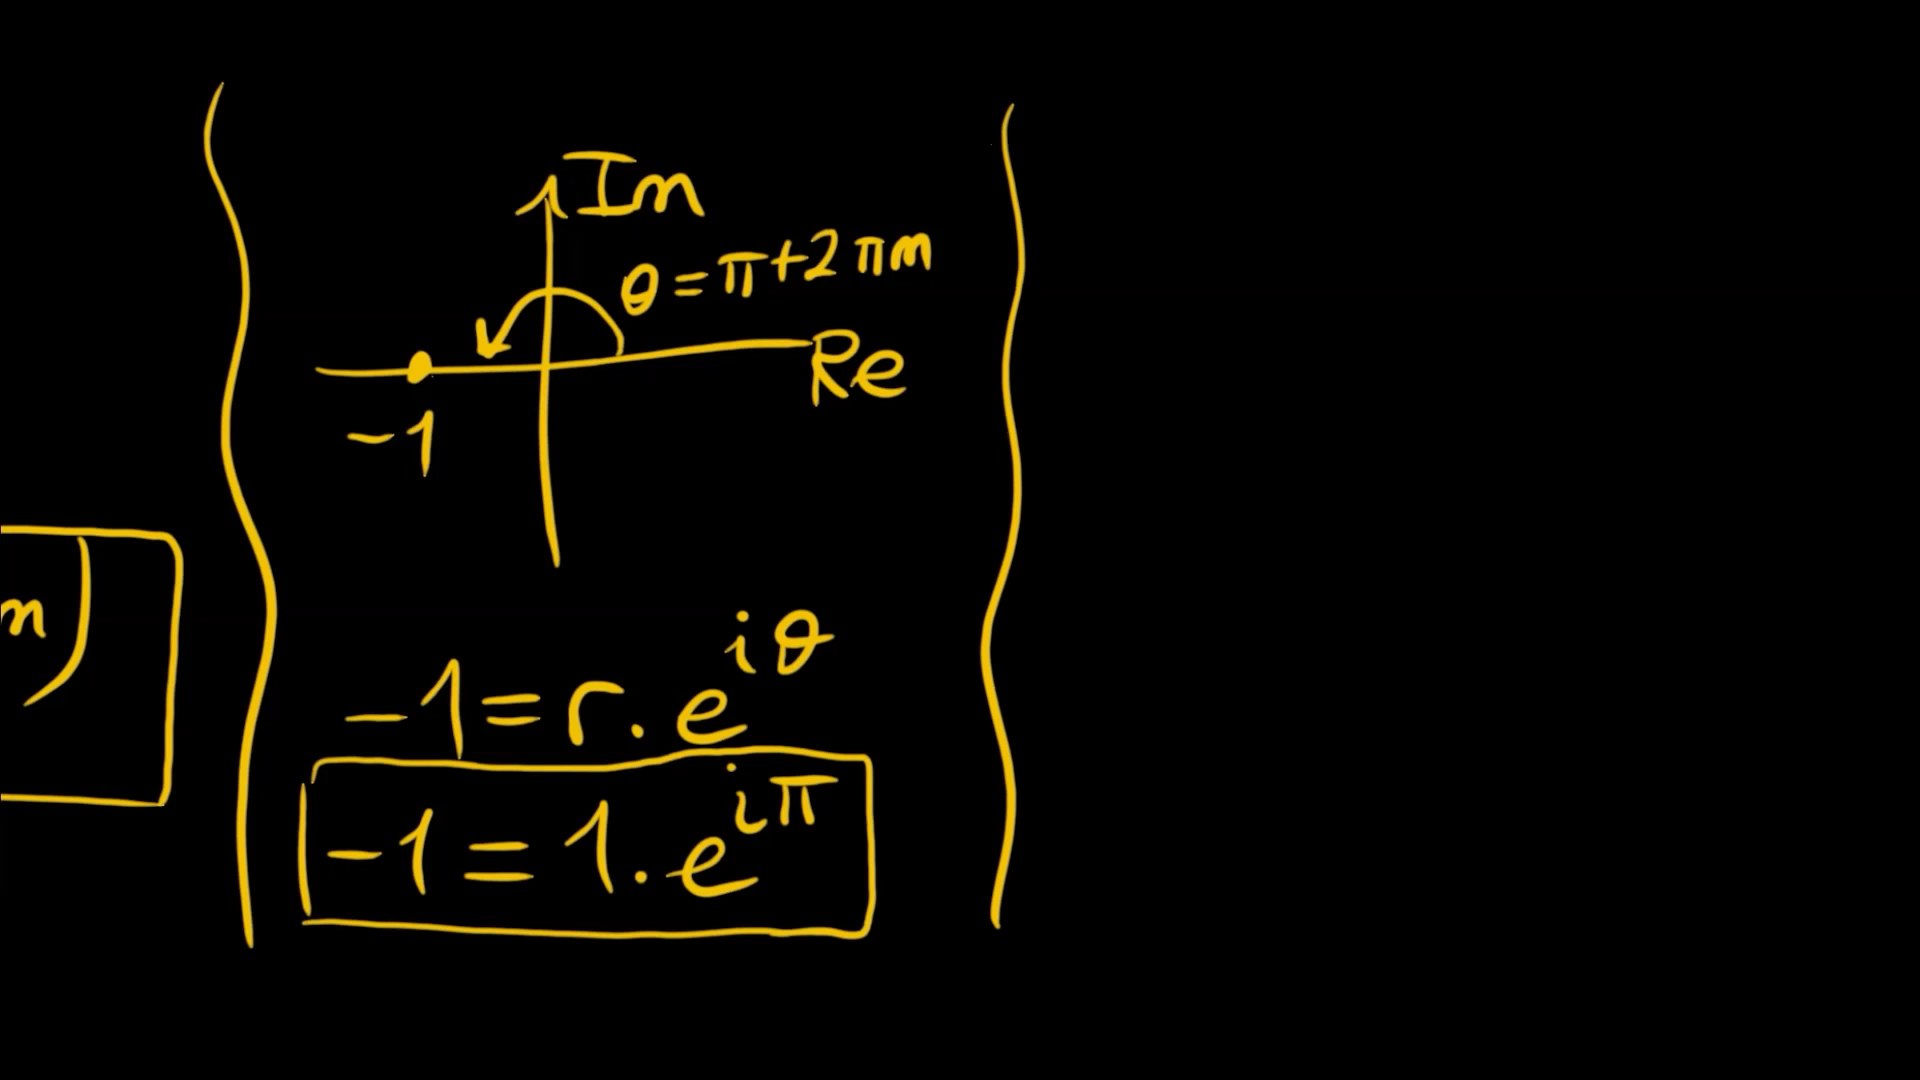 Im
θ = π + 2πm
Re
-1
n)
-1 = r. e^{iθ}
-1 = 1. e^{iπ}